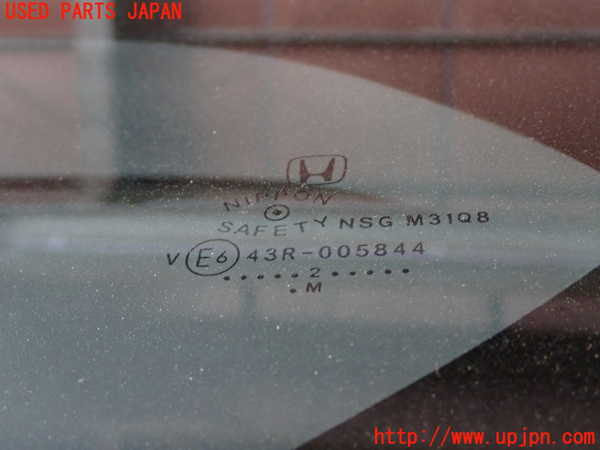 USED PARTS JAPAN
NIPPON
SAFETY NSG M31Q8
V E6 43R-005844
.....2......
.M
http://www.upjpn.com/